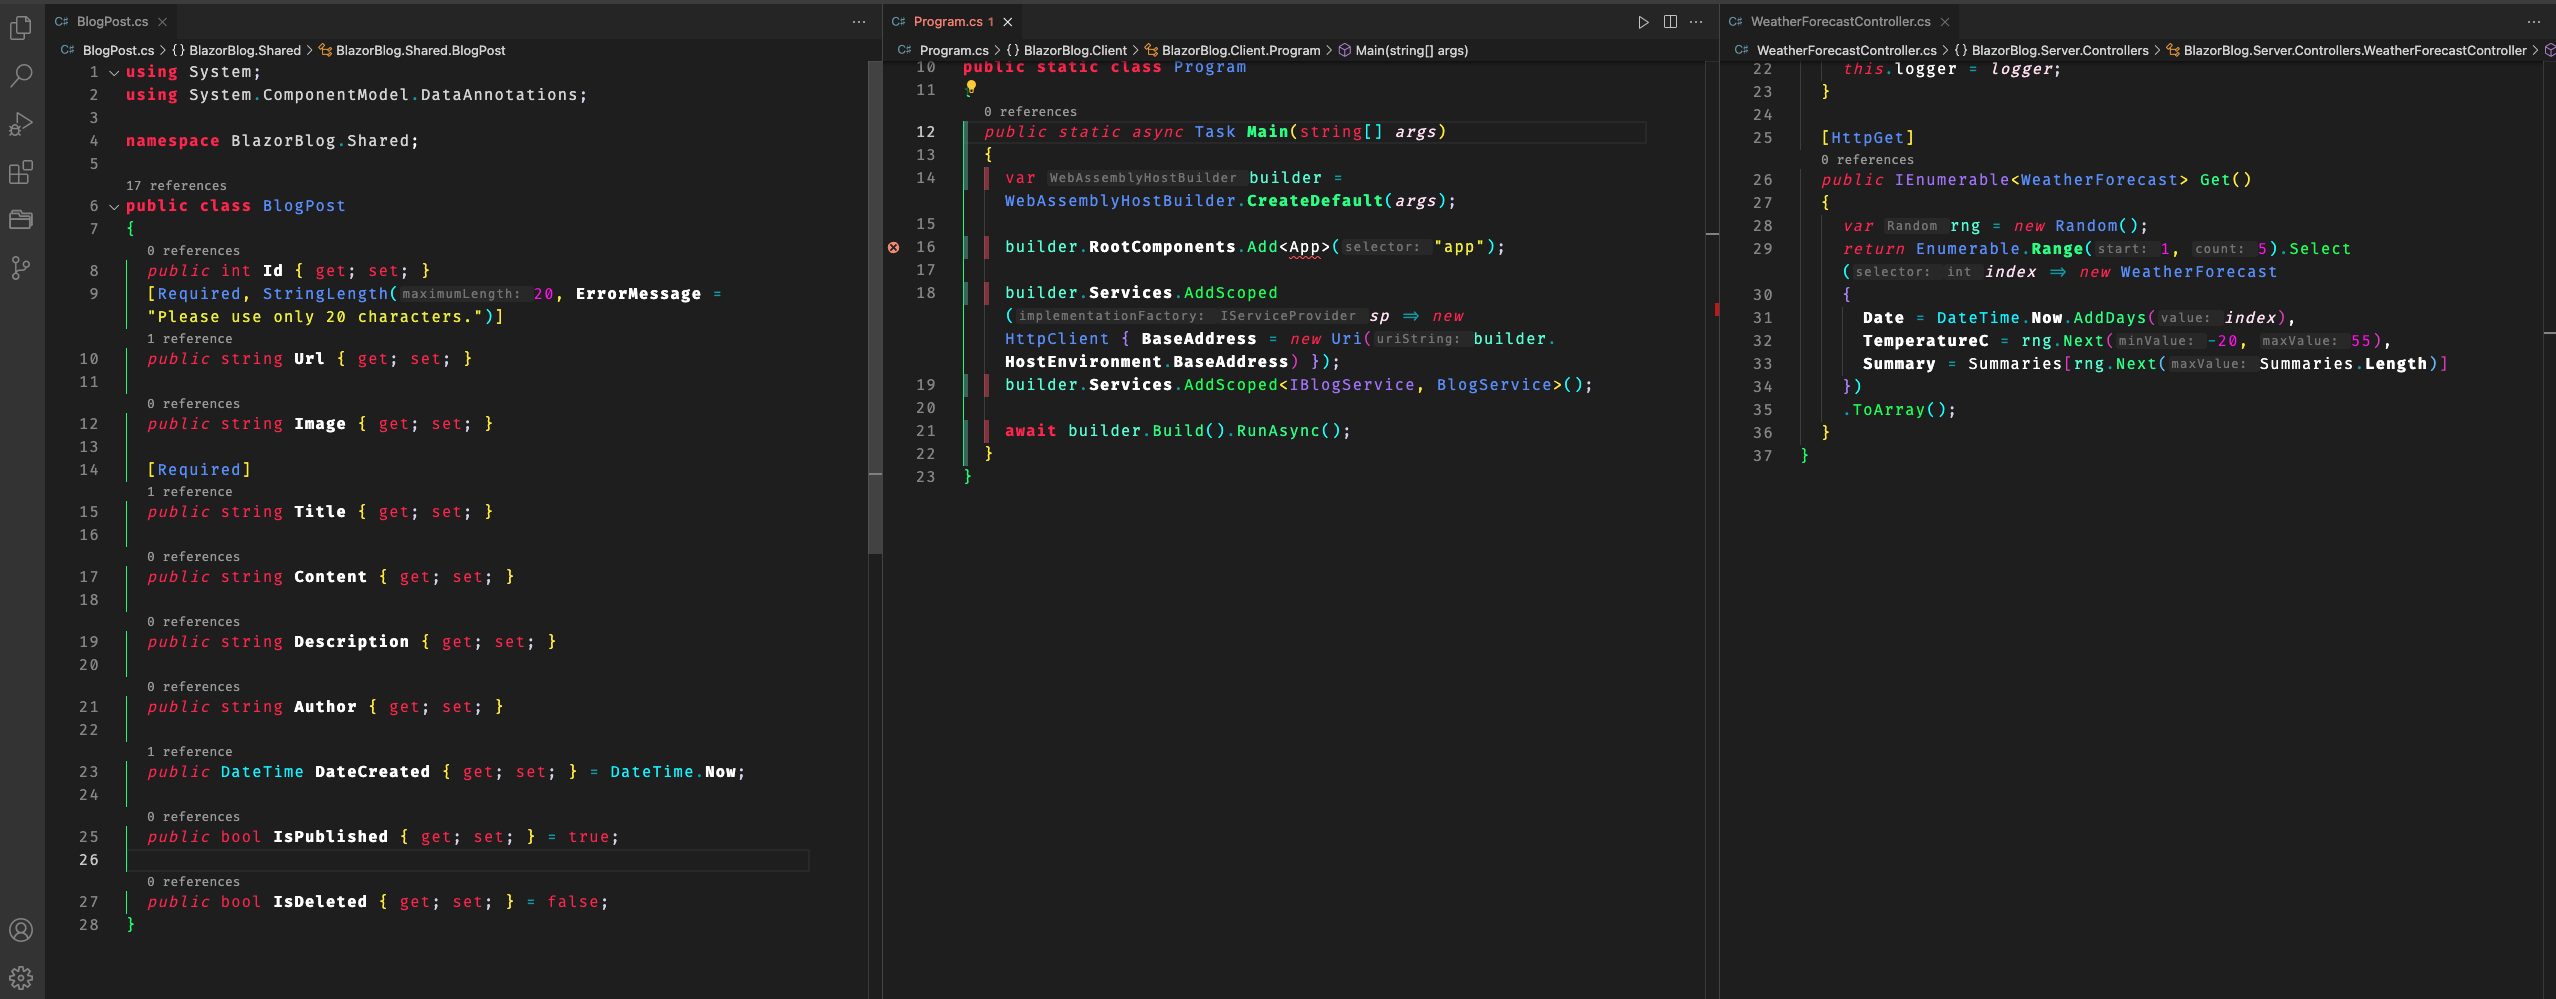 BlogPost.cs
BlogPost.cs > {} BlazorBlog.Shared > BlazorBlog.Shared.BlogPost
1 using System;
2 using System.ComponentModel.DataAnnotations;
3
4 namespace BlazorBlog.Shared;
5
17 references
6 public class BlogPost
7 {
0 references
8 public int Id { get; set; }
9 [Required, StringLength(maximumLength: 20, ErrorMessage =
"Please use only 20 characters.")]
1 reference
10 public string Url { get; set; }
11
0 references
12 public string Image { get; set; }
13
14 [Required]
1 reference
15 public string Title { get; set; }
16
0 references
17 public string Content { get; set; }
18
0 references
19 public string Description { get; set; }
20
0 references
21 public string Author { get; set; }
22
1 reference
23 public DateTime DateCreated { get; set; } = DateTime.Now;
24
0 references
25 public bool IsPublished { get; set; } = true;
26
0 references
27 public bool IsDeleted { get; set; } = false;
28 }
C# Program.cs 1
C# Program.cs > {} BlazorBlog.Client > BlazorBlog.Client.Program > Main(string[] args)
10 public static class Program
11
0 references
12 public static async Task Main(string[] args)
13 {
14 var WebAssemblyHostBuilder builder =
WebAssemblyHostBuilder.CreateDefault(args);
15
16 builder.RootComponents.Add<App>(selector: "app");
17
18 builder.Services.AddScoped
(implementationFactory: IServiceProvider sp => new
HttpClient { BaseAddress = new Uri(uriString: builder.
HostEnvironment.BaseAddress) });
19 builder.Services.AddScoped<IBlogService, BlogService>();
20
21 await builder.Build().RunAsync();
22 }
23 }
C# WeatherForecastController.cs
C# WeatherForecastController.cs > {} BlazorBlog.Server.Controllers > BlazorBlog.Server.Controllers.WeatherForecastController >
22 this.logger = logger;
23 }
24
25 [HttpGet]
0 references
26 public IEnumerable<WeatherForecast> Get()
27 {
28 var Random rng = new Random();
29 return Enumerable.Range(start: 1, count: 5).Select
(selector: int index => new WeatherForecast
30 {
31 Date = DateTime.Now.AddDays(value: index),
32 TemperatureC = rng.Next(minValue: -20, maxValue: 55),
33 Summary = Summaries[rng.Next(maxValue: Summaries.Length)]
34 })
35 .ToArray();
36 }
37 }